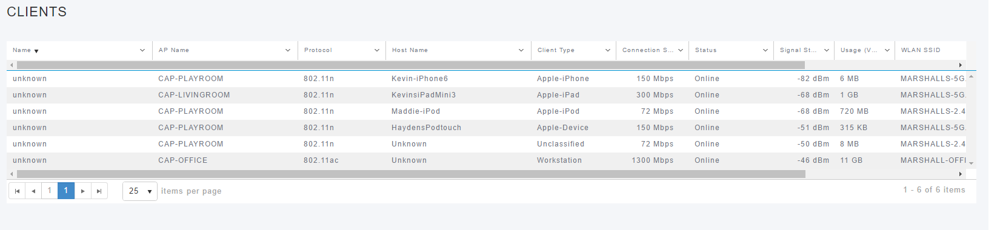 CLIENTS
Name AP Name Protocol Host Name Client Type Connection S... Status Signal St... Usage (V... WLAN SSID
unknown CAP-PLAYROOM 802.11n Kevin-iPhone6 Apple-iPhone 150 Mbps Online -82 dBm 6 MB MARSHALLS-5G
unknown CAP-LIVINGROOM 802.11n KevinsiPadMini3 Apple-iPad 300 Mbps Online -68 dBm 1 GB MARSHALLS-5G
unknown CAP-PLAYROOM 802.11n Maddie-iPod Apple-iPod 72 Mbps Online -68 dBm 720 MB MARSHALLS-2.4
unknown CAP-PLAYROOM 802.11n HaydensPodtouch Apple-Device 150 Mbps Online -51 dBm 315 KB MARSHALLS-5G
unknown CAP-PLAYROOM 802.11n Unknown Unclassified 72 Mbps Online -50 dBm 8 MB MARSHALLS-2.4
unknown CAP-OFFICE 802.11ac Unknown Workstation 1300 Mbps Online -46 dBm 11 GB MARSHALL-OFFI
1 1 25 items per page 1 - 6 of 6 items